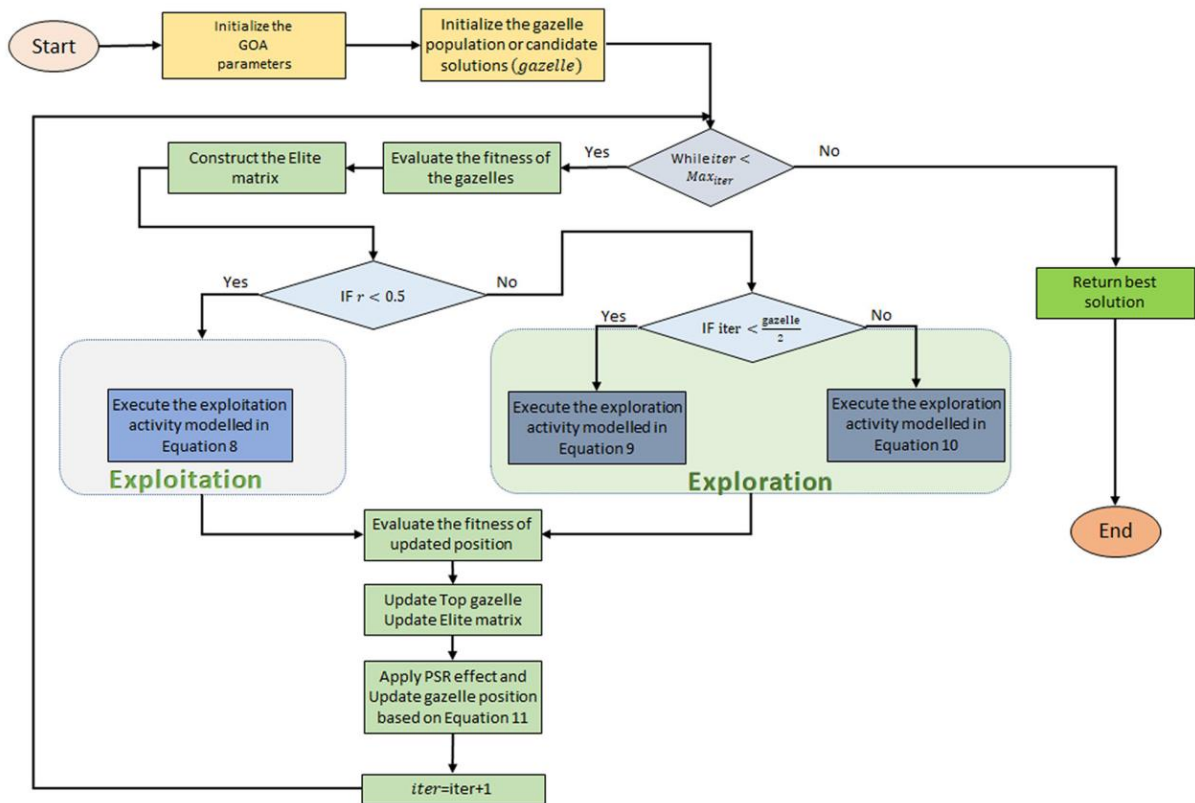 Start
Initialize the
GOA
parameters
Initialize the gazelle
population or candidate
solutions (gazelle)
While iter <
Max_iter
Yes
No
Evaluate the fitness of
the gazelles
Construct the Elite
matrix
IF r < 0.5
Yes
No
IF iter < gazelle/2
Yes
No
Return best
solution
Execute the exploitation
activity modelled in
Equation 8
Exploitation
Execute the exploration
activity modelled in
Equation 9
Execute the exploration
activity modelled in
Equation 10
Exploration
Evaluate the fitness of
updated position
End
Update Top gazelle
Update Elite matrix
Apply PSR effect and
Update gazelle position
based on Equation 11
iter=iter+1